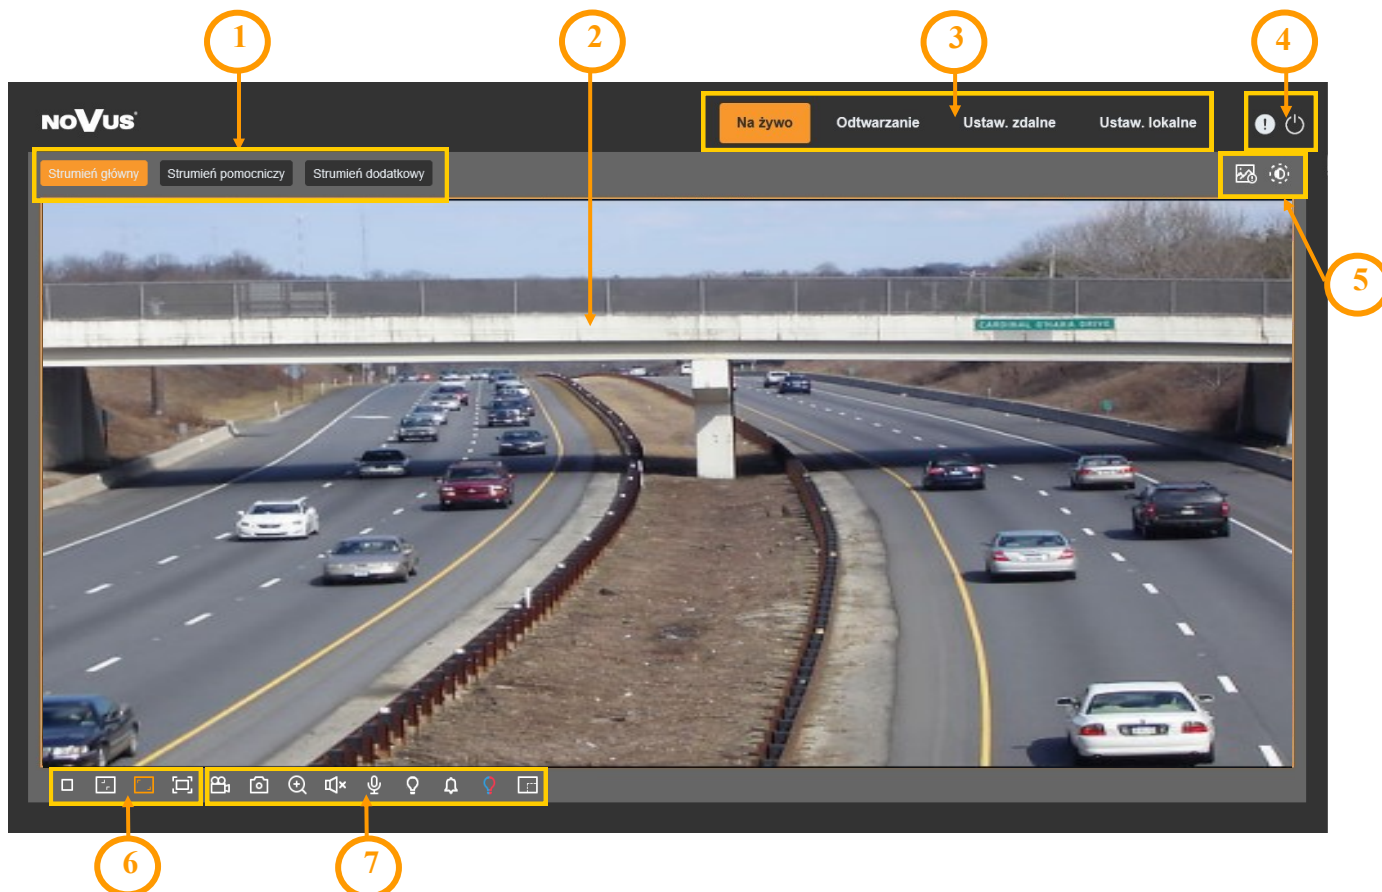 1 2 3 4
NOVUS Na żywo Odtwarzanie Ustaw. zdalne Ustaw. lokalne
Strumień główny Strumień pomocniczy Strumień dodatkowy
5
CARDINAL O'HARA DRIVE
6 7